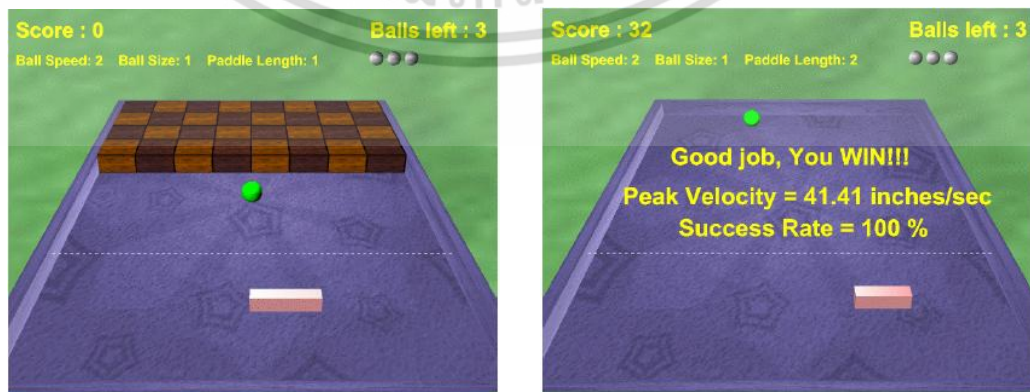 Score : 0
Balls left : 3
Ball Speed: 2 Ball Size: 1 Paddle Length: 1
Score : 32
Balls left : 3
Ball Speed: 2 Ball Size: 1 Paddle Length: 2
Good job, You WIN!!!
Peak Velocity = 41.41 inches/sec
Success Rate = 100 %